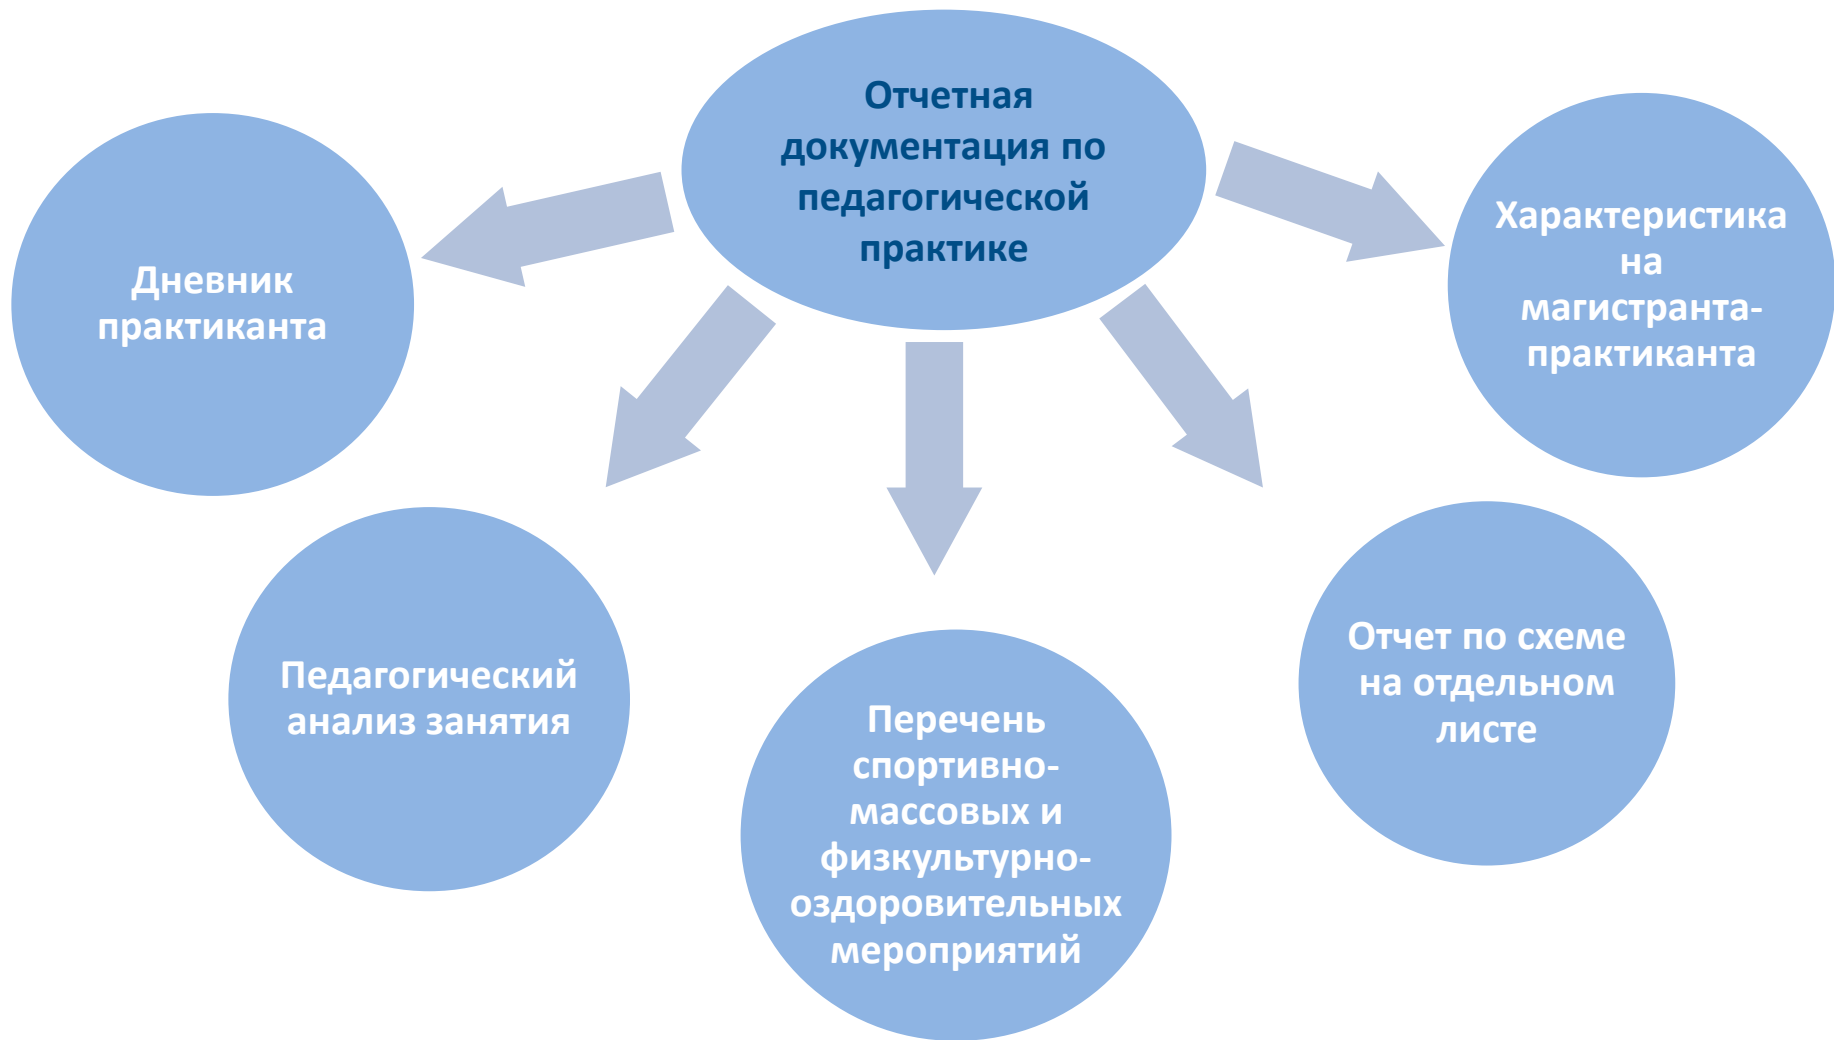 Отчетная
документация по
педагогической
практике
Дневник
практиканта
Педагогический
анализ занятия
Перечень
спортивно-
массовых и
физкультурно-
оздоровительных
мероприятий
Отчет по схеме
на отдельном
листе
Характеристика
на
магистранта-
практиканта